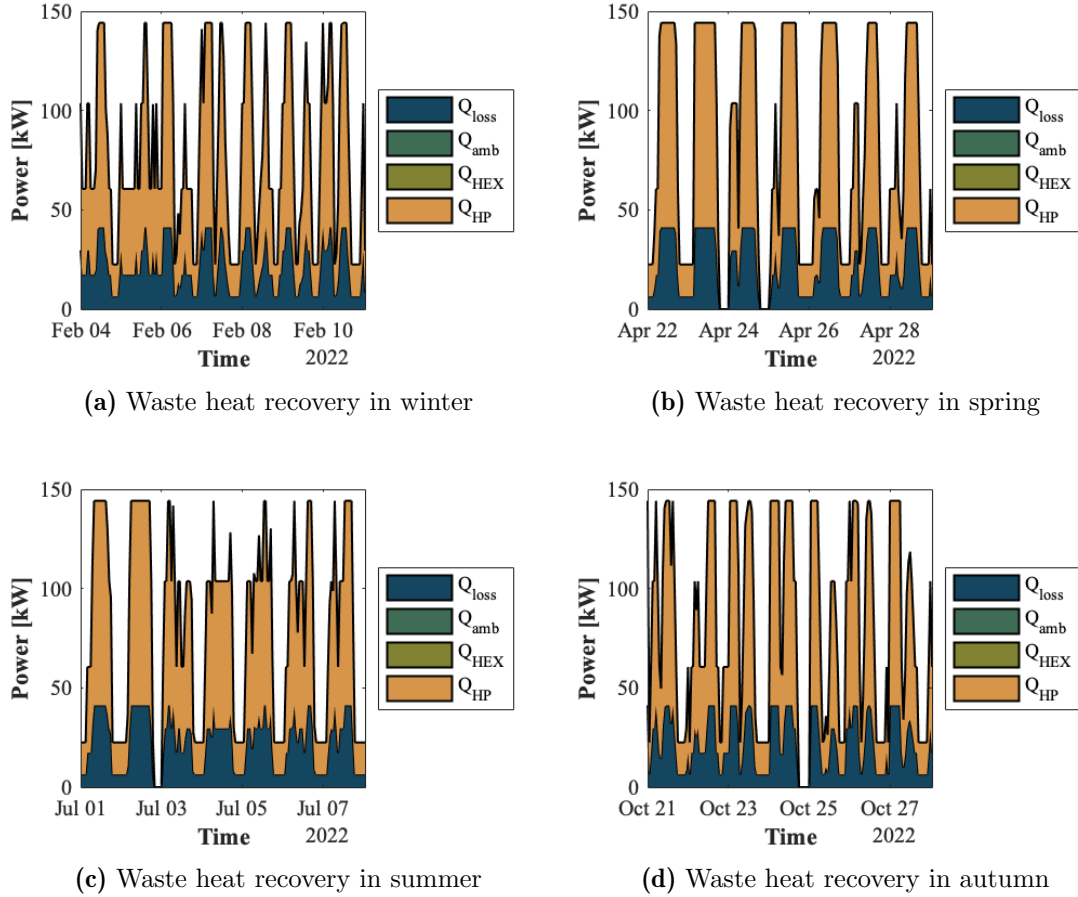 150
100
50
0
Power [kW]
Feb 04 Feb 06 Feb 08 Feb 10
Time 2022
Q_loss
Q_amb
Q_HEX
Q_HP
(a) Waste heat recovery in winter
150
100
50
0
Power [kW]
Apr 22 Apr 24 Apr 26 Apr 28
Time 2022
Q_loss
Q_amb
Q_HEX
Q_HP
(b) Waste heat recovery in spring
150
100
50
0
Power [kW]
Jul 01 Jul 03 Jul 05 Jul 07
Time 2022
Q_loss
Q_amb
Q_HEX
Q_HP
(c) Waste heat recovery in summer
150
100
50
0
Power [kW]
Oct 21 Oct 23 Oct 25 Oct 27
Time 2022
Q_loss
Q_amb
Q_HEX
Q_HP
(d) Waste heat recovery in autumn